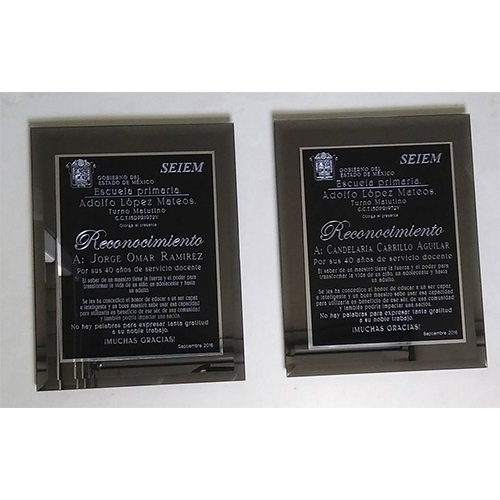 SEIEM
GOBIERNO DEL
ESTADO DE MÉXICO
Escuela primaria
Adolfo López Mateos.
Turno Matutino
Otorga el presente
Reconocimiento
A: JORGE OMAR RAMIREZ
Por sus 40 años de servicio docente
El saber de un maestro tiene la fuerza y el poder para
transformar la vida de un niño, un adolescente y hasta
un adulto.
Se les ha concedido el honor de educar a un ser capaz
e inteligente y un buen maestro sabe usar esa capacidad
para utilizarla en beneficio de ese ser, de una comunidad
y también podría impactar una nación.
No hay palabras para expresar tanta gratitud
a su noble trabajo.
¡MUCHAS GRACIAS!
Septiembre 2016
SEIEM
GOBIERNO DEL
ESTADO DE MÉXICO
Escuela primaria
Adolfo López Mateos.
Turno Matutino
Otorga el presente
Reconocimiento
A: CANDELARIA CARRILLO AGUILAR
Por sus 40 años de servicio docente
El saber de un maestro tiene la fuerza y el poder para
transformar la vida de un niño, un adolescente y hasta
un adulto.
Se les ha concedido el honor de educar a un ser capaz
e inteligente y un buen maestro sabe usar esa capacidad
para utilizarla en beneficio de ese ser, de una comunidad
y también podría impactar una nación.
No hay palabras para expresar tanta gratitud
a su noble trabajo.
¡MUCHAS GRACIAS!
Septiembre 2016